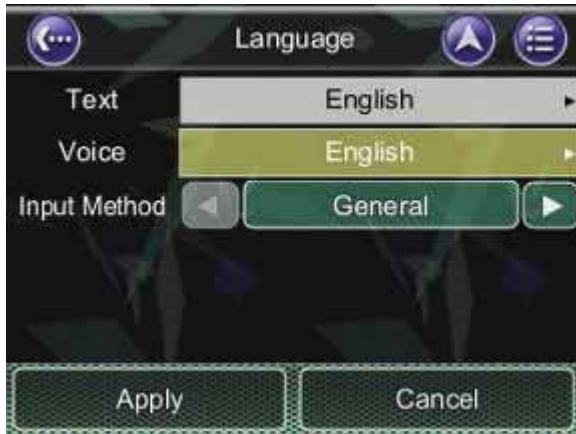 Language
Text English
Voice English
Input Method General
Apply Cancel